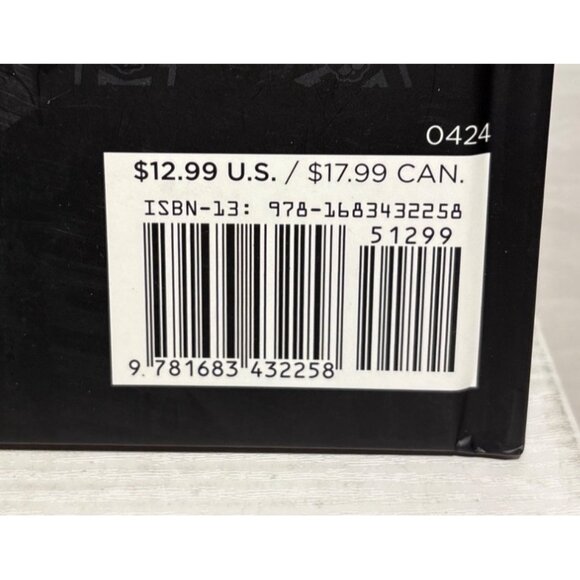 0424
$12.99 U.S. / $17.99 CAN.
ISBN-13: 978-1683432258
51299
9 781683 432258